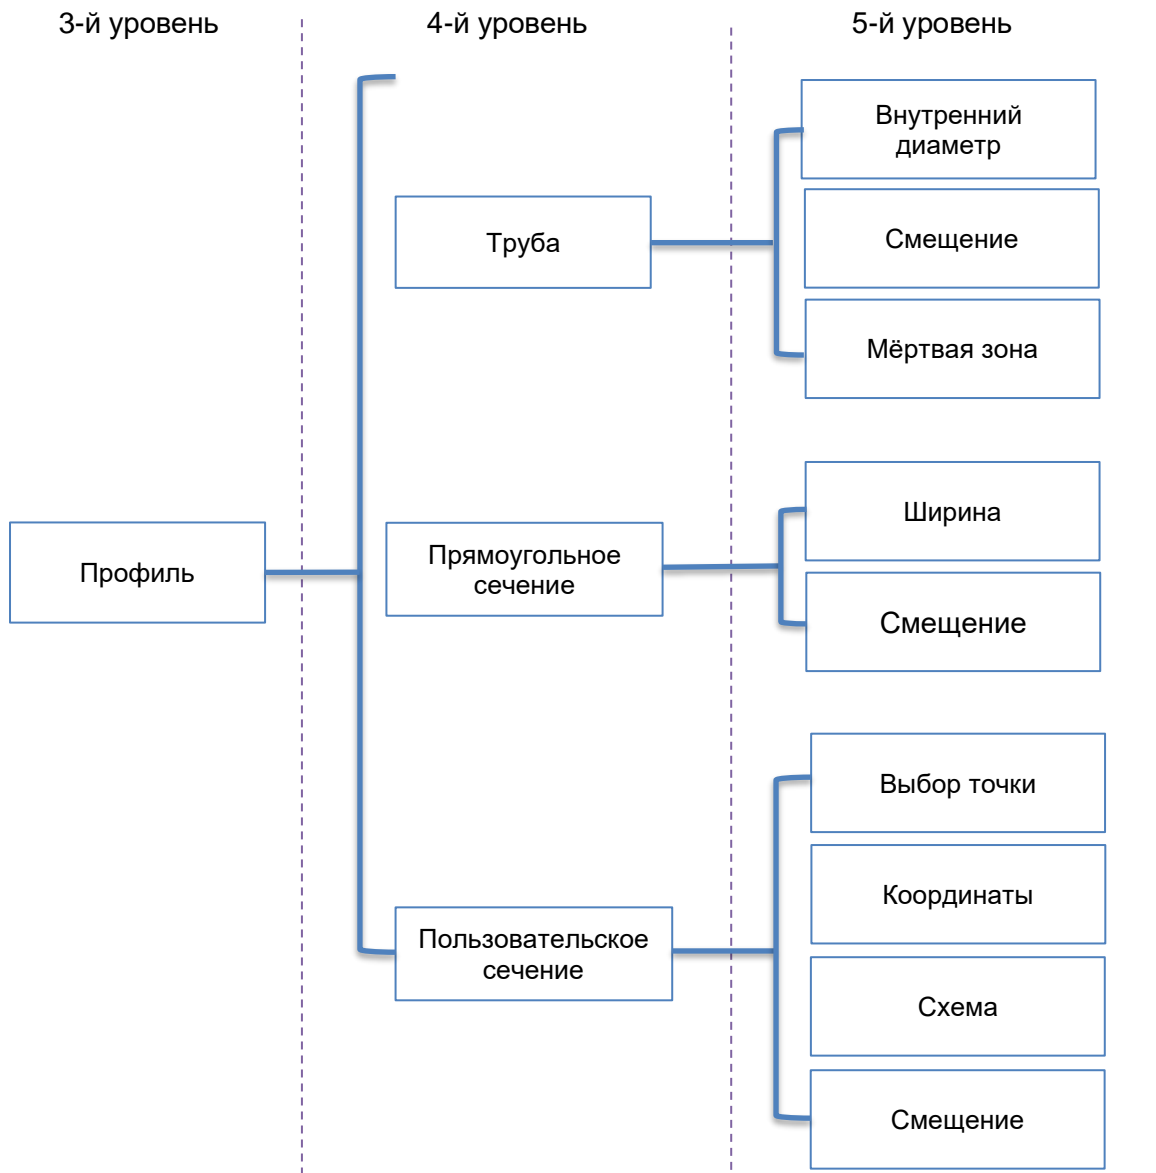 3-й уровень
4-й уровень
5-й уровень
Внутренний
диаметр
Труба
Смещение
Мёртвая зона
Профиль
Прямоугольное
сечение
Ширина
Смещение
Выбор точки
Координаты
Пользовательское
сечение
Схема
Смещение